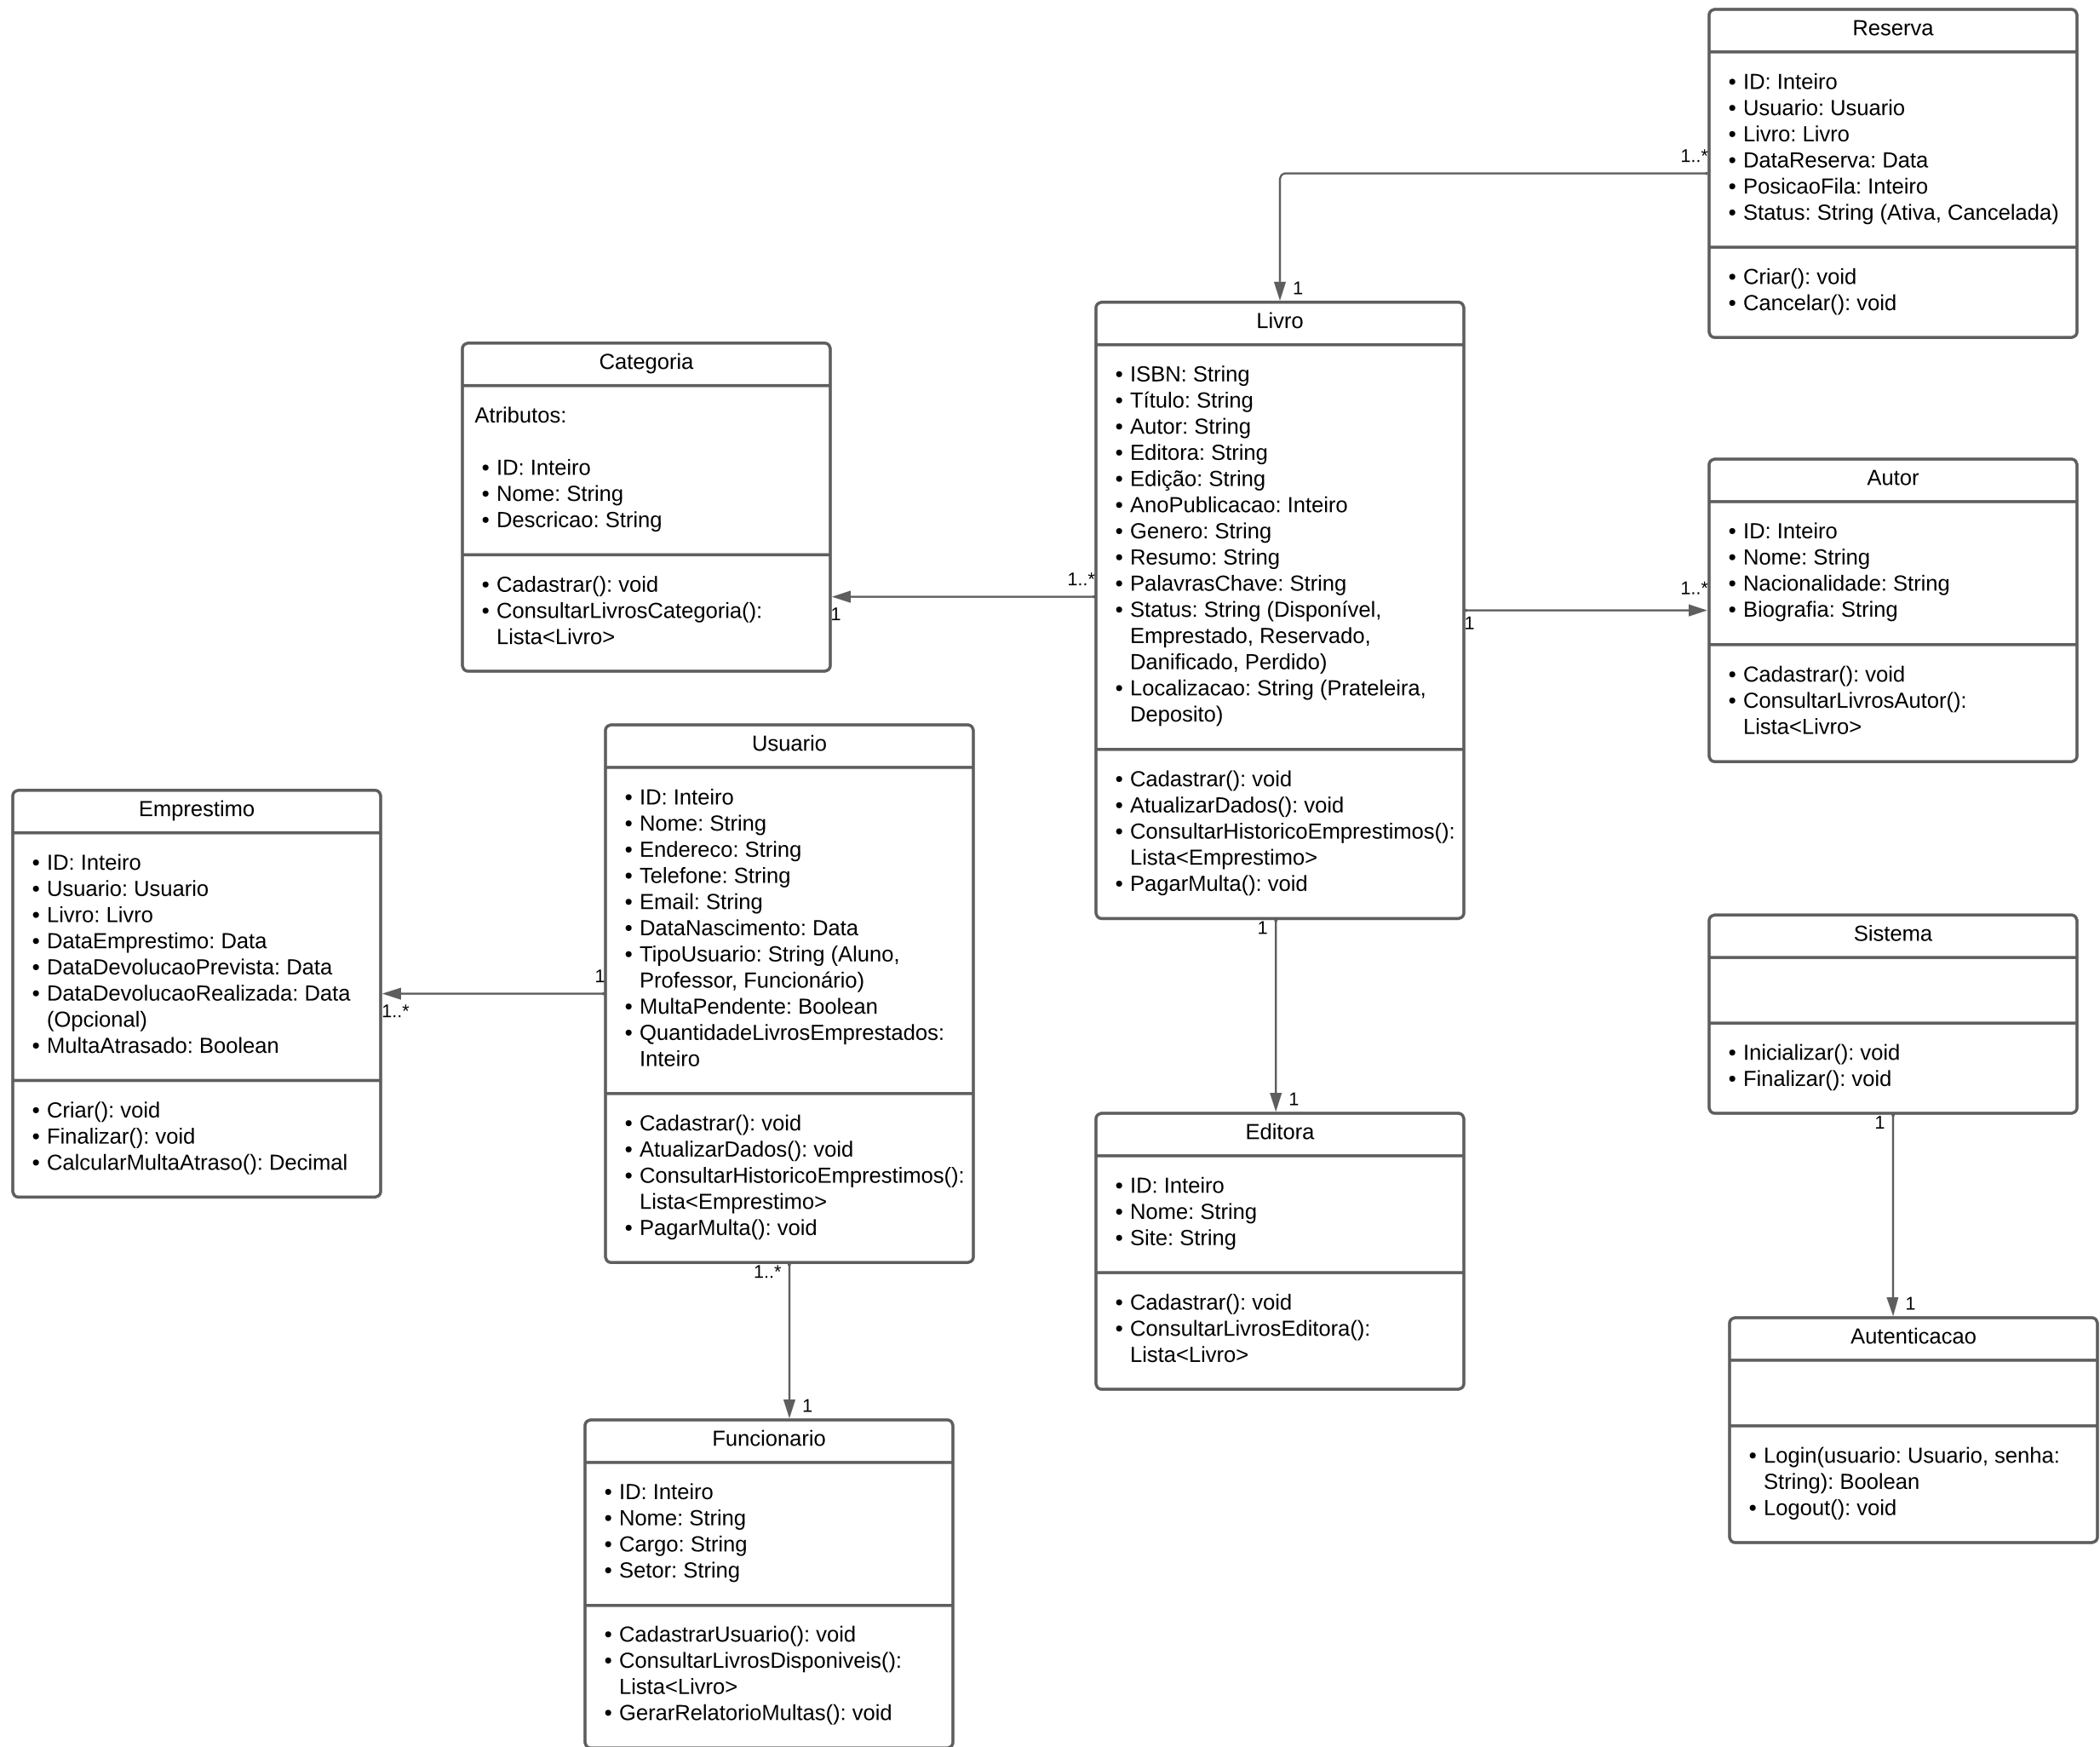 Reserva
• ID: Inteiro
• Usuario: Usuario
• Livro: Livro
• DataReserva: Data
• PosicaoFila: Inteiro
• Status: String (Ativa, Cancelada)
• Criar(): void
• Cancelar(): void
1..*
1
Livro
• ISBN: String
• Título: String
• Autor: String
• Editora: String
• Edição: String
• AnoPublicacao: Inteiro
• Genero: String
• Resumo: String
• PalavrasChave: String
• Status: String (Disponível,
Emprestado, Reservado,
Danificado, Perdido)
• Localizacao: String (Prateleira,
Deposito)
• Cadastrar(): void
• AtualizarDados(): void
• ConsultarHistoricoEmprestimos():
Lista<Emprestimo>
• PagarMulta(): void
Categoria
Atributos:
• ID: Inteiro
• Nome: String
• Descricao: String
• Cadastrar(): void
• ConsultarLivrosCategoria():
Lista<Livro>
1..*
1
1..*
1
Autor
• ID: Inteiro
• Nome: String
• Nacionalidade: String
• Biografia: String
• Cadastrar(): void
• ConsultarLivrosAutor():
Lista<Livro>
Usuario
• ID: Inteiro
• Nome: String
• Endereco: String
• Telefone: String
• Email: String
• DataNascimento: Data
• TipoUsuario: String (Aluno,
Professor, Funcionário)
• MultaPendente: Boolean
• QuantidadeLivrosEmprestados:
Inteiro
• Cadastrar(): void
• AtualizarDados(): void
• ConsultarHistoricoEmprestimos():
Lista<Emprestimo>
• PagarMulta(): void
Emprestimo
• ID: Inteiro
• Usuario: Usuario
• Livro: Livro
• DataEmprestimo: Data
• DataDevolucaoPrevista: Data
• DataDevolucaoRealizada: Data
(Opcional)
• MultaAtrasado: Boolean
• Criar(): void
• Finalizar(): void
• CalcularMultaAtraso(): Decimal
1
1..*
1
1
Editora
• ID: Inteiro
• Nome: String
• Site: String
• Cadastrar(): void
• ConsultarLivrosEditora():
Lista<Livro>
Sistema
• Inicializar(): void
• Finalizar(): void
1
1
Autenticacao
• Login(usuario: Usuario, senha:
String): Boolean
• Logout(): void
1..*
1
Funcionario
• ID: Inteiro
• Nome: String
• Cargo: String
• Setor: String
• CadastrarUsuario(): void
• ConsultarLivrosDisponiveis():
Lista<Livro>
• GerarRelatorioMultas(): void